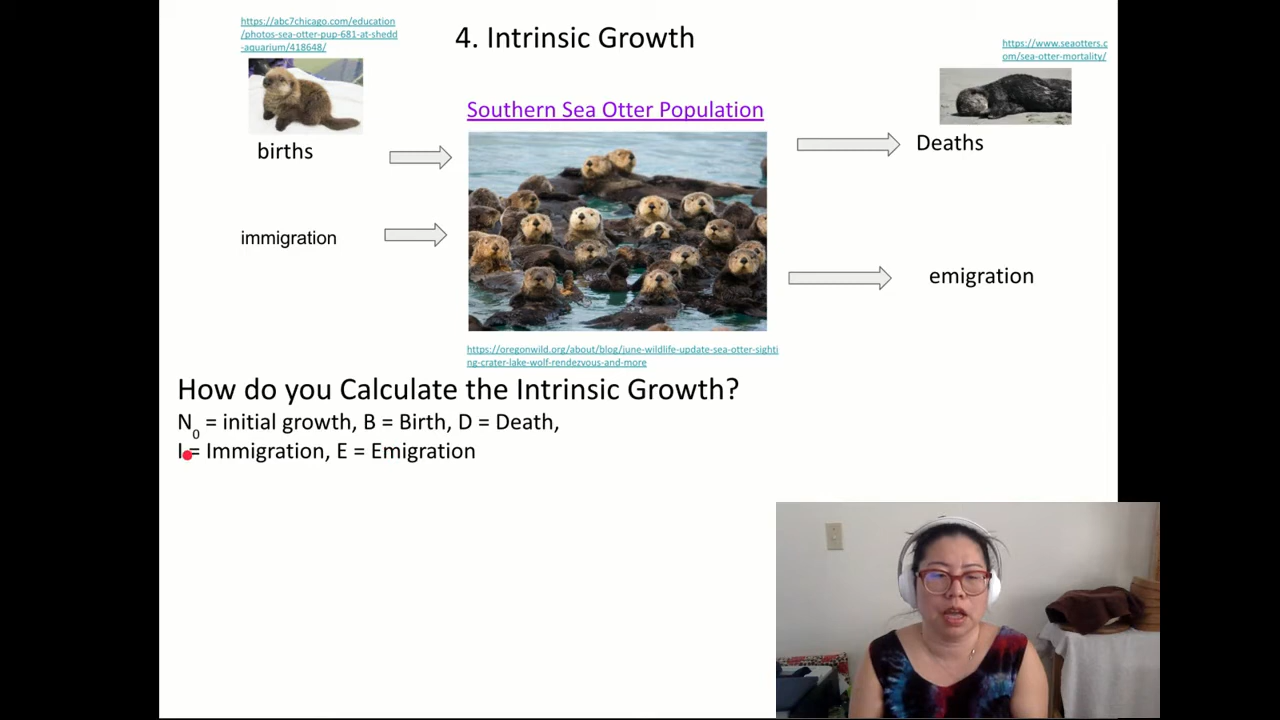 https://abc7chicago.com/education
/photos-sea-otter-pup-681-at-shedd
-aquarium/418648/
4. Intrinsic Growth
https://www.seaotters.c
om/sea-otter-mortality/
Southern Sea Otter Population
births
Deaths
immigration
emigration
https://oregonwild.org/about/blog/june-wildlife-update-sea-otter-sighti
ng-crater-lake-wolf-rendezvous-and-more
How do you Calculate the Intrinsic Growth?
N0 = initial growth, B = Birth, D = Death,
I = Immigration, E = Emigration